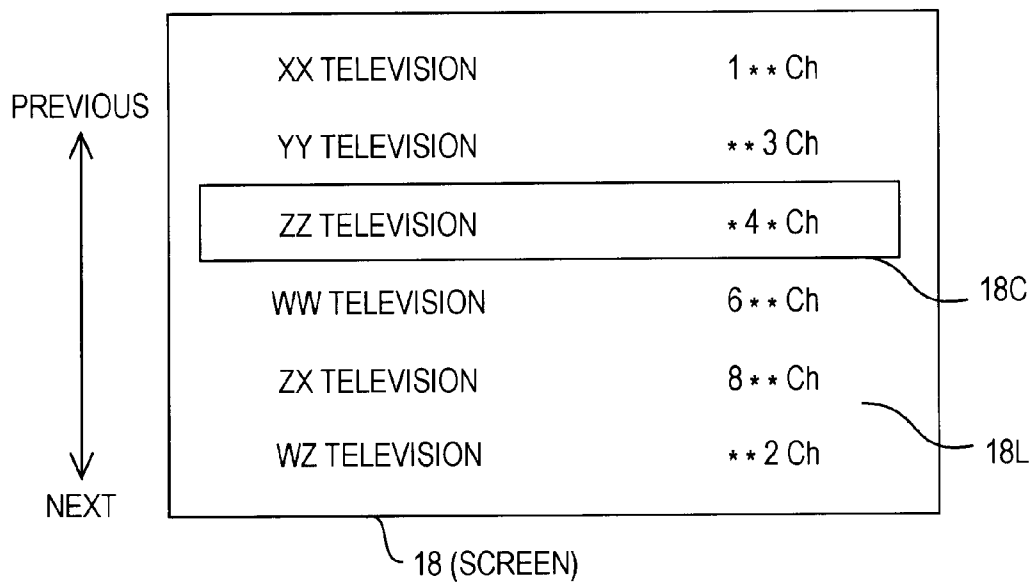 XX TELEVISION 1**Ch
PREVIOUS
YY TELEVISION **3 Ch
ZZ TELEVISION *4*Ch
18C
WW TELEVISION 6**Ch
ZX TELEVISION 8**Ch
18L
WZ TELEVISION **2 Ch
NEXT
18 (SCREEN)